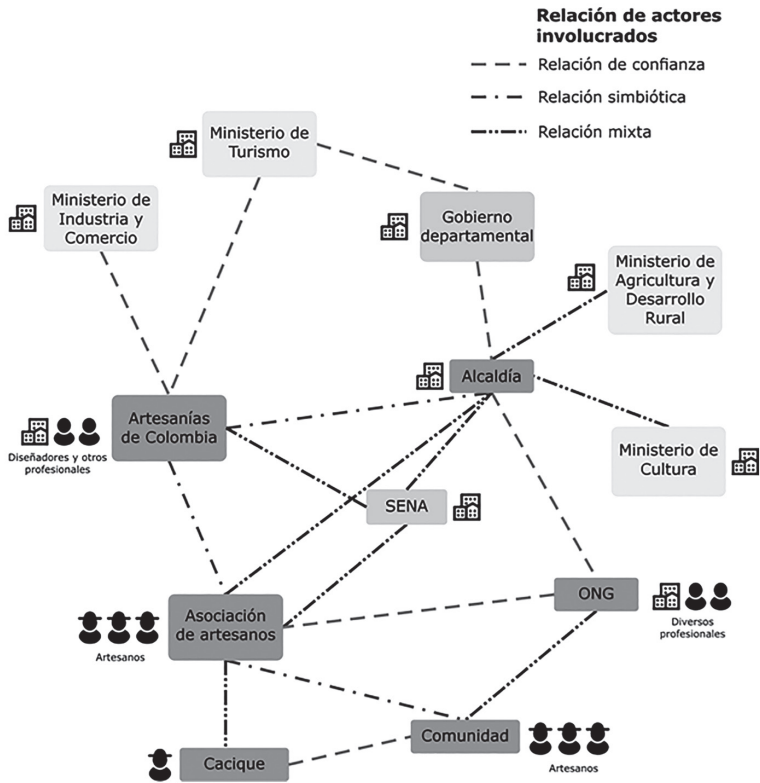 Relación de actores
involucrados
Relación de confianza
Relación simbiótica
Relación mixta
Ministerio de
Turismo
Ministerio de
Industria y
Comercio
Gobierno
departamental
Ministerio de
Agricultura y
Desarrollo
Rural
Alcaldía
Artesanías
de Colombia
Diseñadores y otros
profesionales
Ministerio de
Cultura
SENA
ONG
Diversos
profesionales
Asociación
de artesanos
Artesanos
Comunidad
Artesanos
Cacique